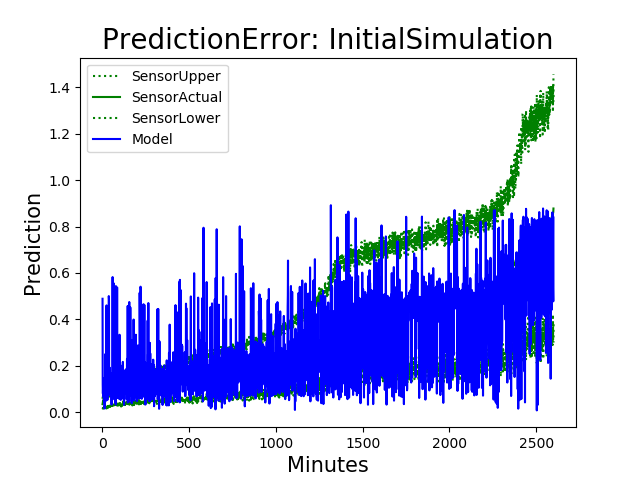 PredictionError: InitialSimulation
SensorUpper
SensorActual
SensorLower
Model
Prediction
1.4
1.2
1.0
0.8
0.6
0.4
0.2
0.0
0 500 1000 1500 2000 2500
Minutes